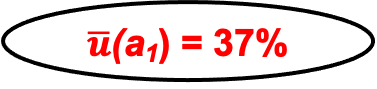 u̅(a₁) = 37%